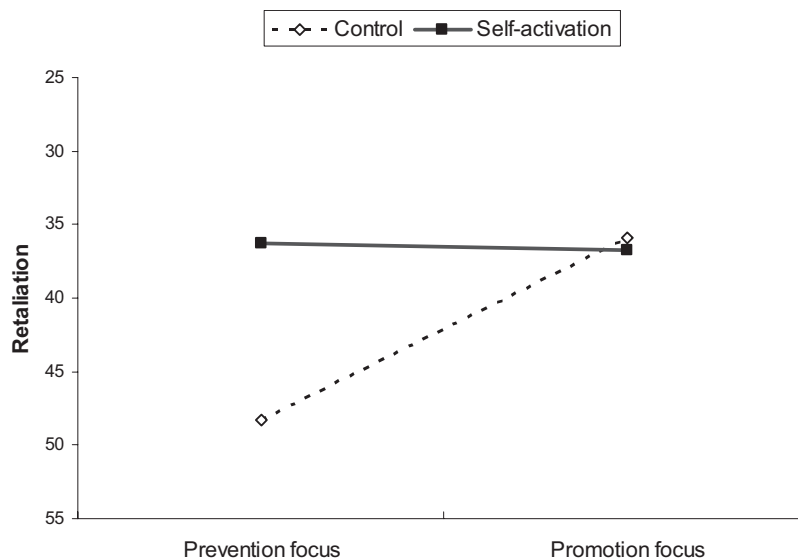 Control Self-activation
25
30
35
40
45
50
55
Retaliation
Prevention focus Promotion focus